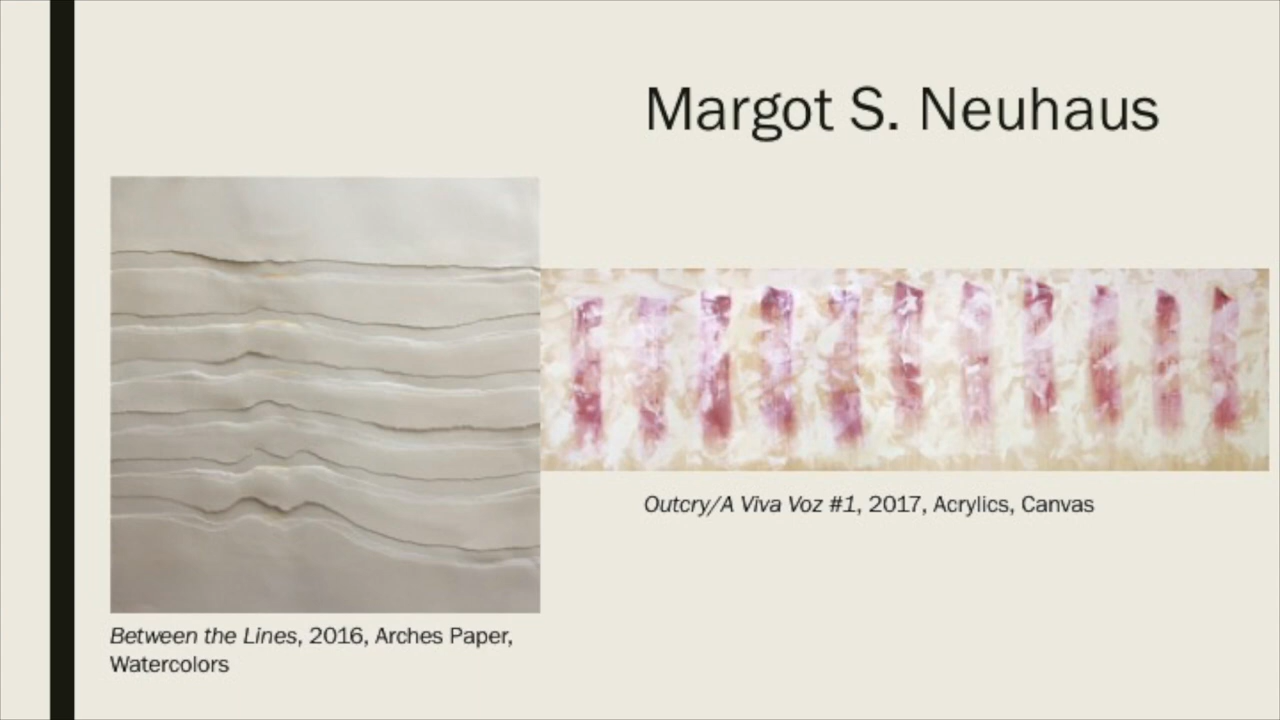 Margot S. Neuhaus
Outcry/A Viva Voz #1, 2017, Acrylics, Canvas
Between the Lines, 2016, Arches Paper,
Watercolors